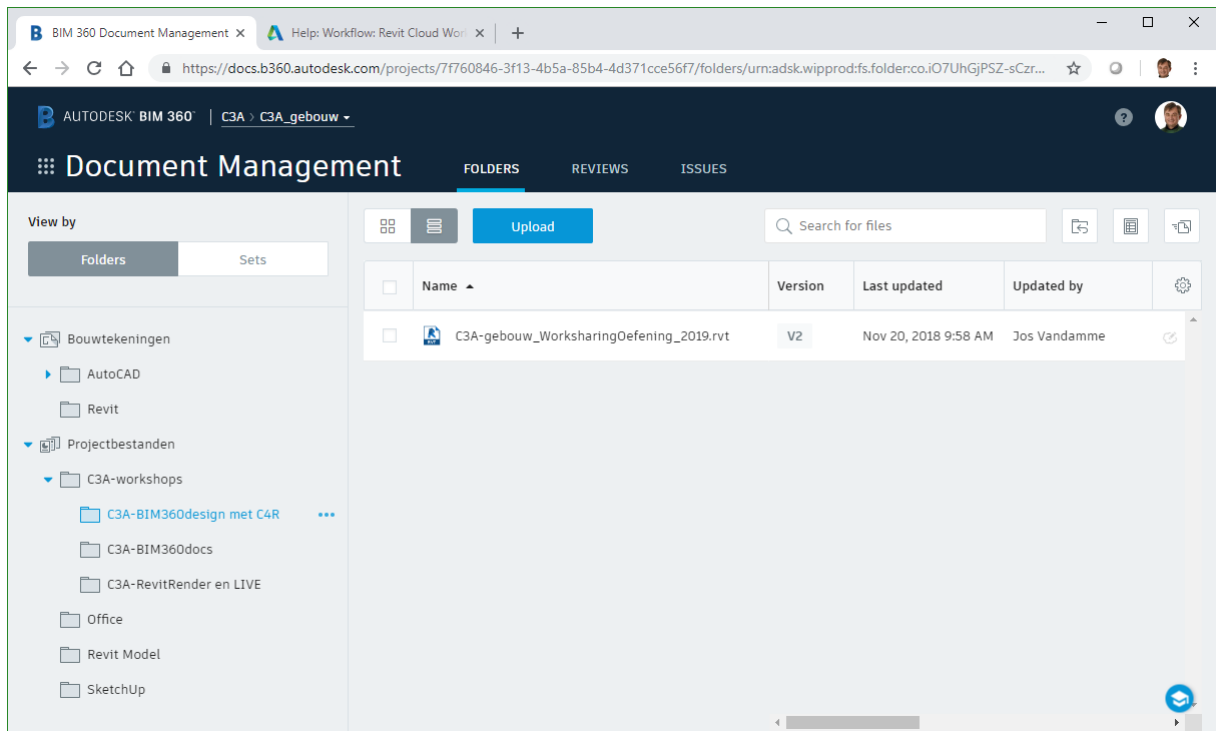 BIM 360 Document Management
Help: Workflow: Revit Cloud Wor
https://docs.b360.autodesk.com/projects/7f760846-3f13-4b5a-85b4-4d371cce56f7/folders/urn:adsk.wipprod:fs.folder:co.iO7UhGjPSZ-sCzr...
AUTODESK® BIM 360™ | C3A > C3A_gebouw
Document Management
FOLDERS REVIEWS ISSUES
View by
Folders Sets
Bouwtekeningen
AutoCAD
Revit
Projectbestanden
C3A-workshops
C3A-BIM360design met C4R
C3A-BIM360docs
C3A-RevitRender en LIVE
Office
Revit Model
SketchUp
Upload
Search for files
Name Version Last updated Updated by
C3A-gebouw_WorksharingOefening_2019.rvt V2 Nov 20, 2018 9:58 AM Jos Vandamme